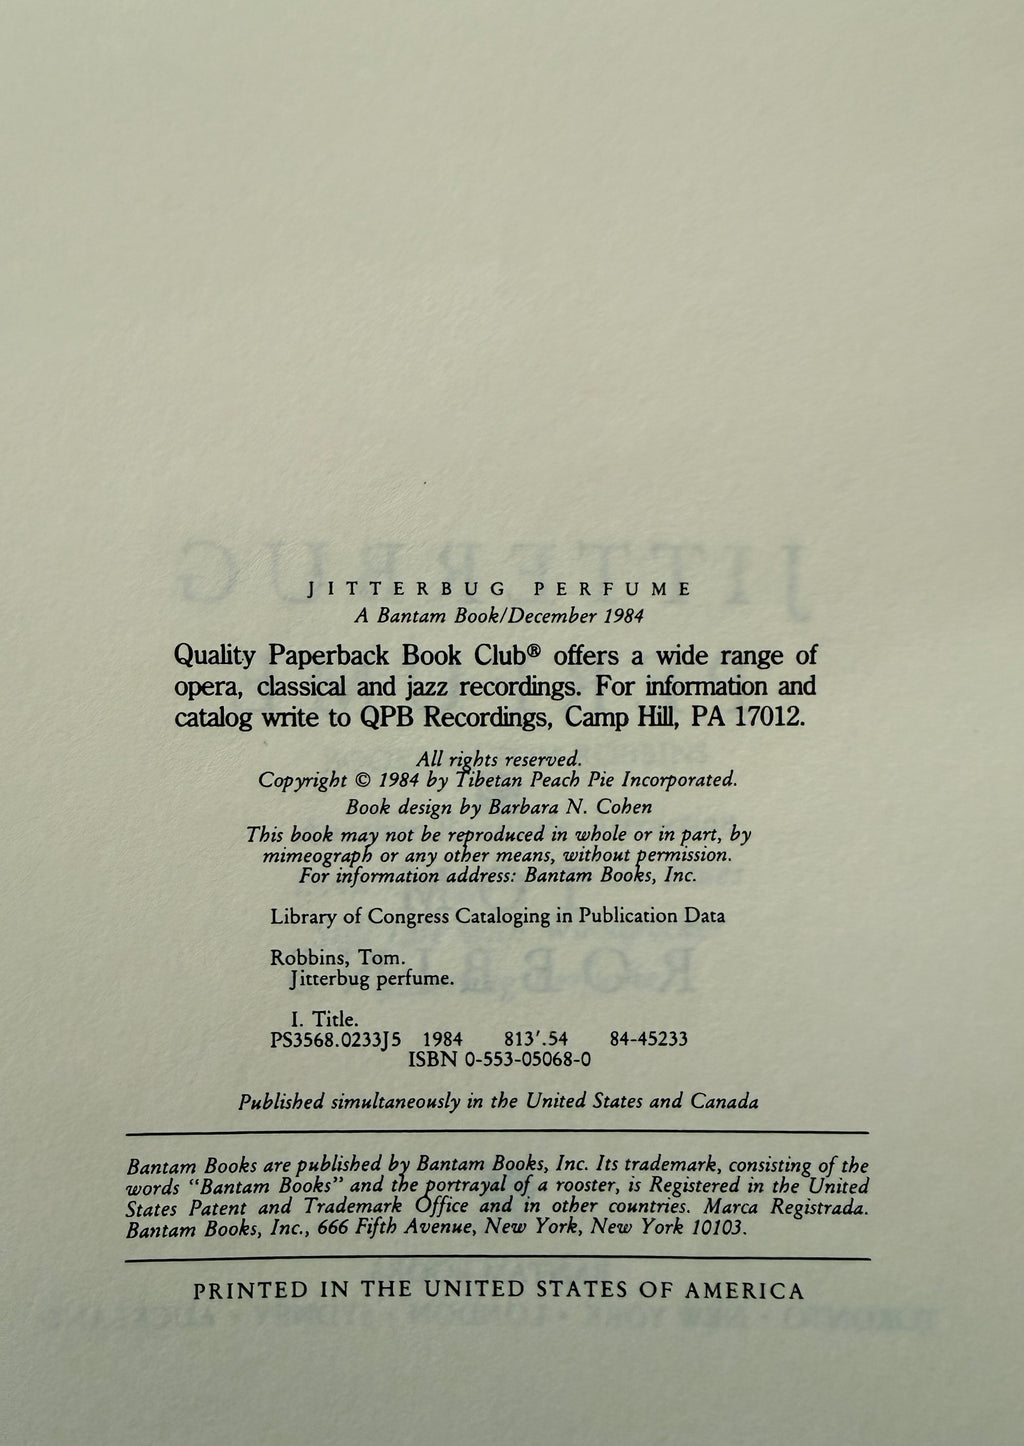 JITTERBUG PERFUME
A Bantam Book/December 1984
Quality Paperback Book Club® offers a wide range of
opera, classical and jazz recordings. For information and
catalog write to QPB Recordings, Camp Hill, PA 17012.
All rights reserved.
Copyright © 1984 by Tibetan Peach Pie Incorporated.
Book design by Barbara N. Cohen
This book may not be reproduced in whole or in part, by
mimeograph or any other means, without permission.
For information address: Bantam Books, Inc.
Library of Congress Cataloging in Publication Data
Robbins, Tom.
Jitterbug perfume.
I. Title.
PS3568.0233J5 1984 813′.54 84-45233
ISBN 0-553-05068-0
Published simultaneously in the United States and Canada
Bantam Books are published by Bantam Books, Inc. Its trademark, consisting of the
words “Bantam Books” and the portrayal of a rooster, is Registered in the United
States Patent and Trademark Office and in other countries. Marca Registrada.
Bantam Books, Inc., 666 Fifth Avenue, New York, New York 10103.
PRINTED IN THE UNITED STATES OF AMERICA